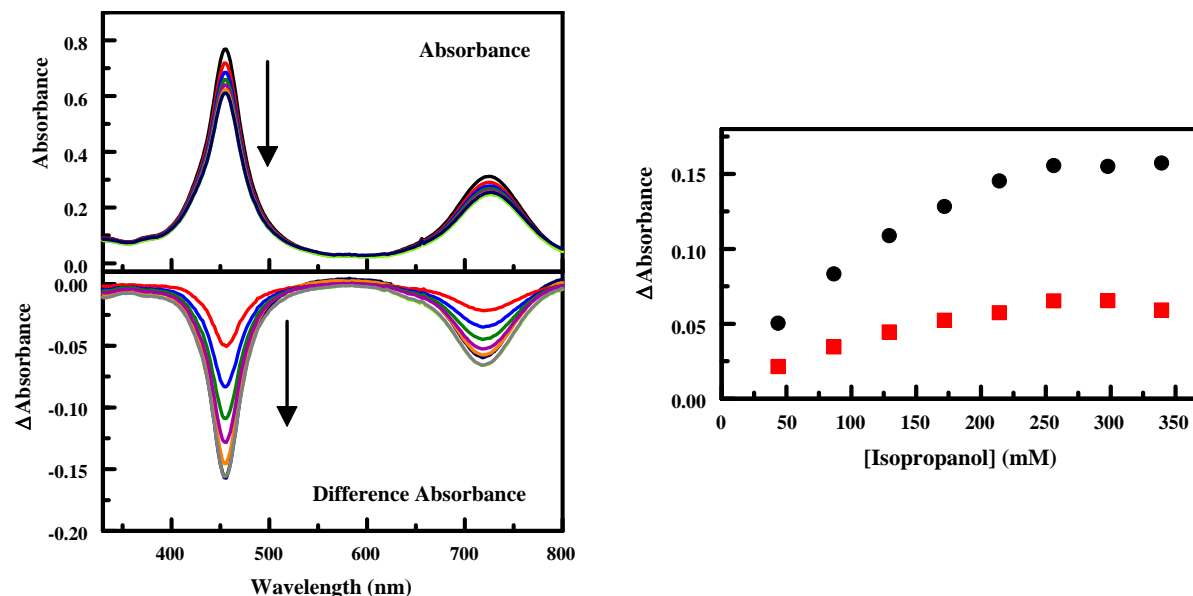 0.8
0.6
0.4
0.2
0.0
Absorbance
Absorbance
0.00
-0.05
-0.10
-0.15
-0.20
Δ Absorbance
Difference Absorbance
400 500 600 700 800
Wavelength (nm)
0.15
0.10
0.05
0.00
Δ Absorbance
0 50 100 150 200 250 300 350
[Isopropanol] (mM)